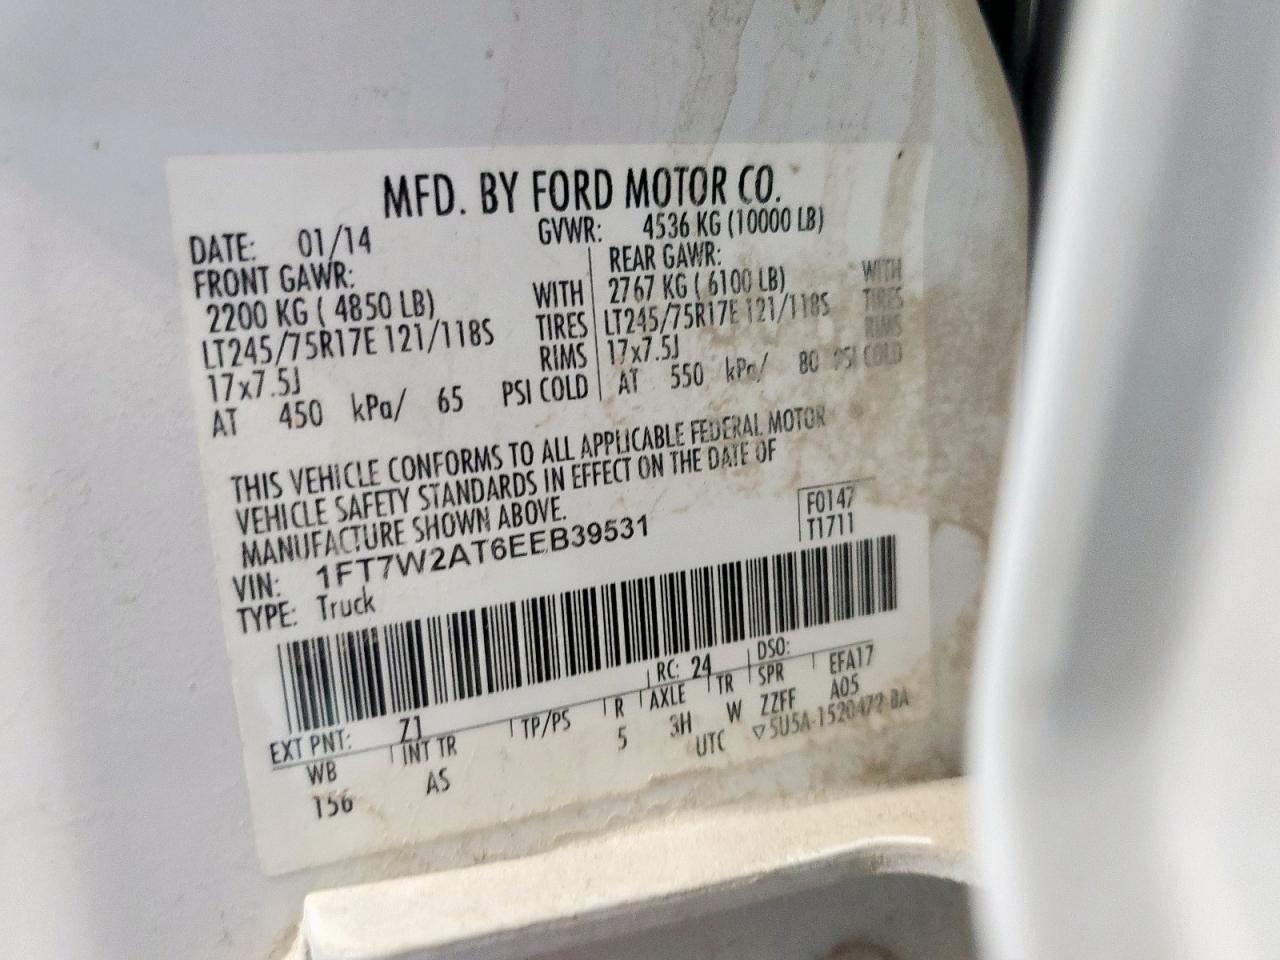 MFD. BY FORD MOTOR CO.
DATE: 01/14 GVWR: 4536 KG (10000 LB)
FRONT GAWR: REAR GAWR:
2200 KG ( 4850 LB) WITH 2767 KG ( 6100 LB) WITH
LT245/75R17E 121/118S TIRES LT245/75R17E 121/118S TIRES
17x7.5J RIMS 17x7.5J RIMS
AT 450 kPa/ 65 PSI COLD AT 550 kPa/ 80 PSI COLD
THIS VEHICLE CONFORMS TO ALL APPLICABLE FEDERAL MOTOR
VEHICLE SAFETY STANDARDS IN EFFECT ON THE DATE OF
MANUFACTURE SHOWN ABOVE.
VIN: 1FT7W2AT6EEB39531 F0147
TYPE: Truck T1711
EXT PNT: Z1 RC: 24 DSO:
WB INT TR TP/PS R AXLE TR SPR EFA17
156 AS 5 3H W ZZFF A05
UTC ▽5U5A-1520472-BA